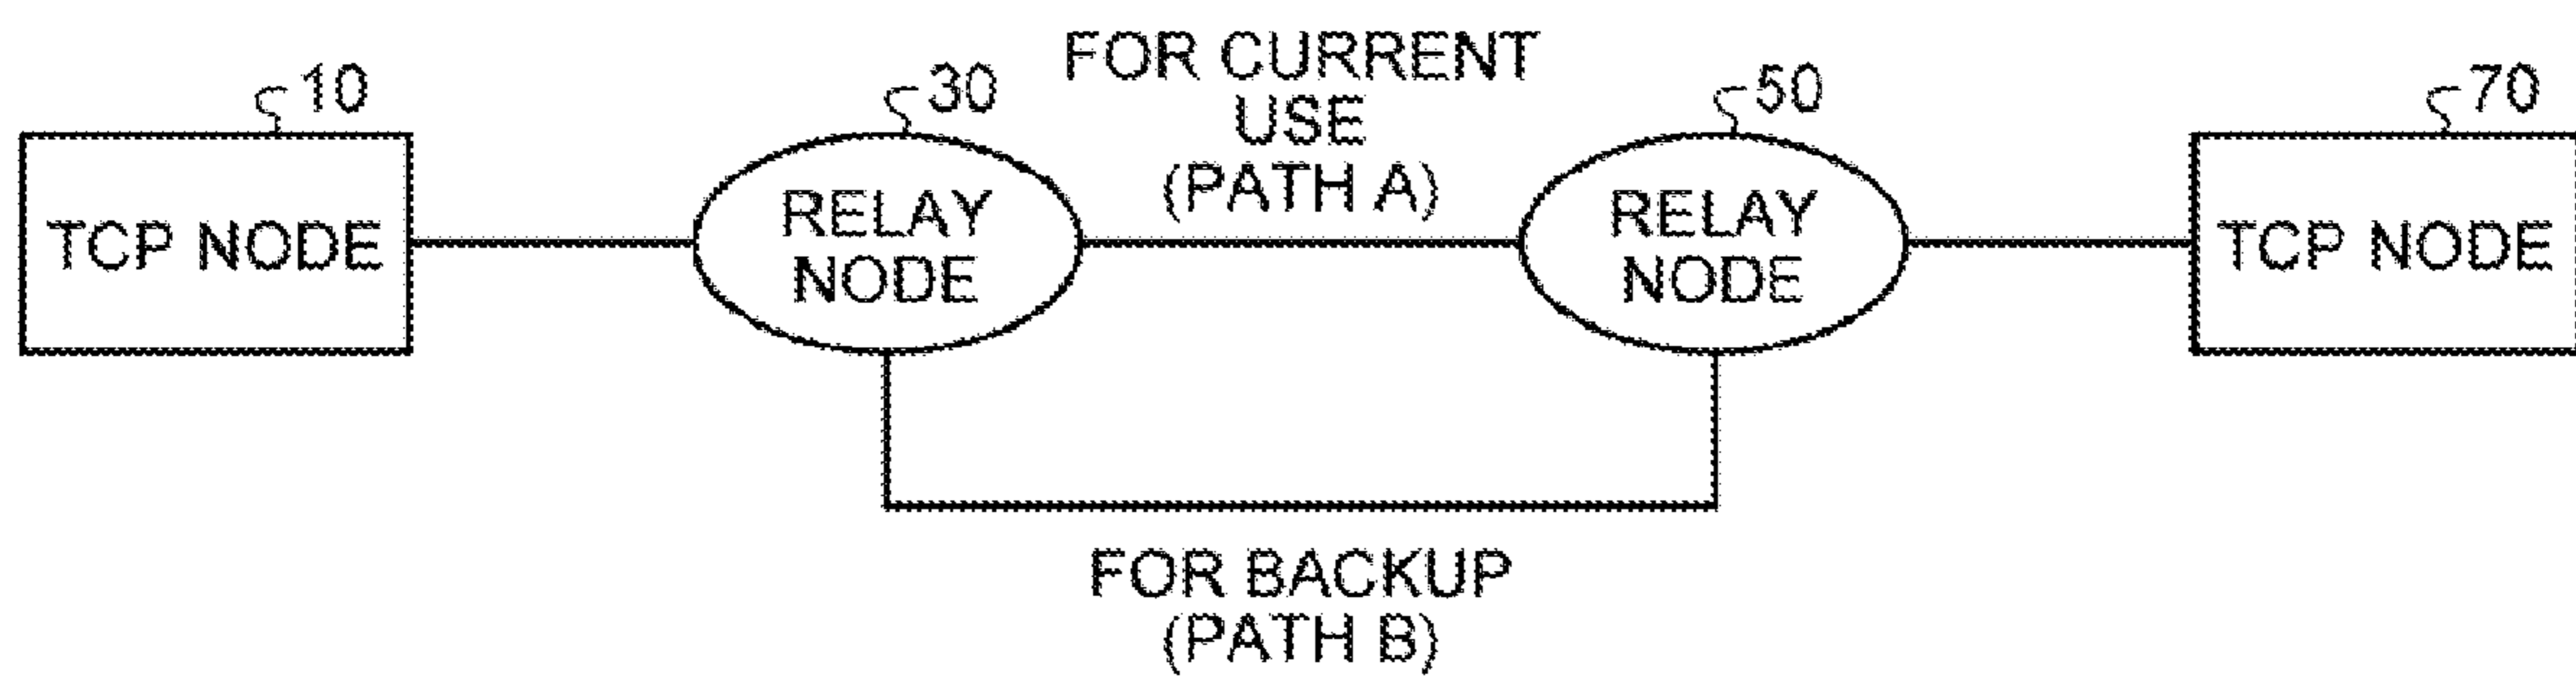 10
30
FOR CURRENT
USE
(PATH A)
50
70
TCP NODE
RELAY
NODE
RELAY
NODE
TCP NODE
FOR BACKUP
(PATH B)